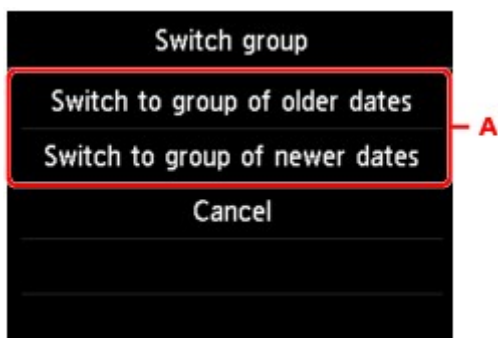 Switch group
Switch to group of older dates
A
Switch to group of newer dates
Cancel